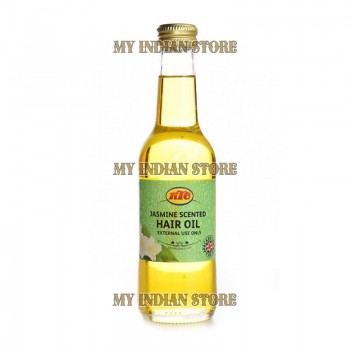 MY INDIAN STORE
MY INDIAN STORE
KTC
JASMINE SCENTED
HAIR OIL
EXTERNAL USE ONLY
MY INDIAN STORE